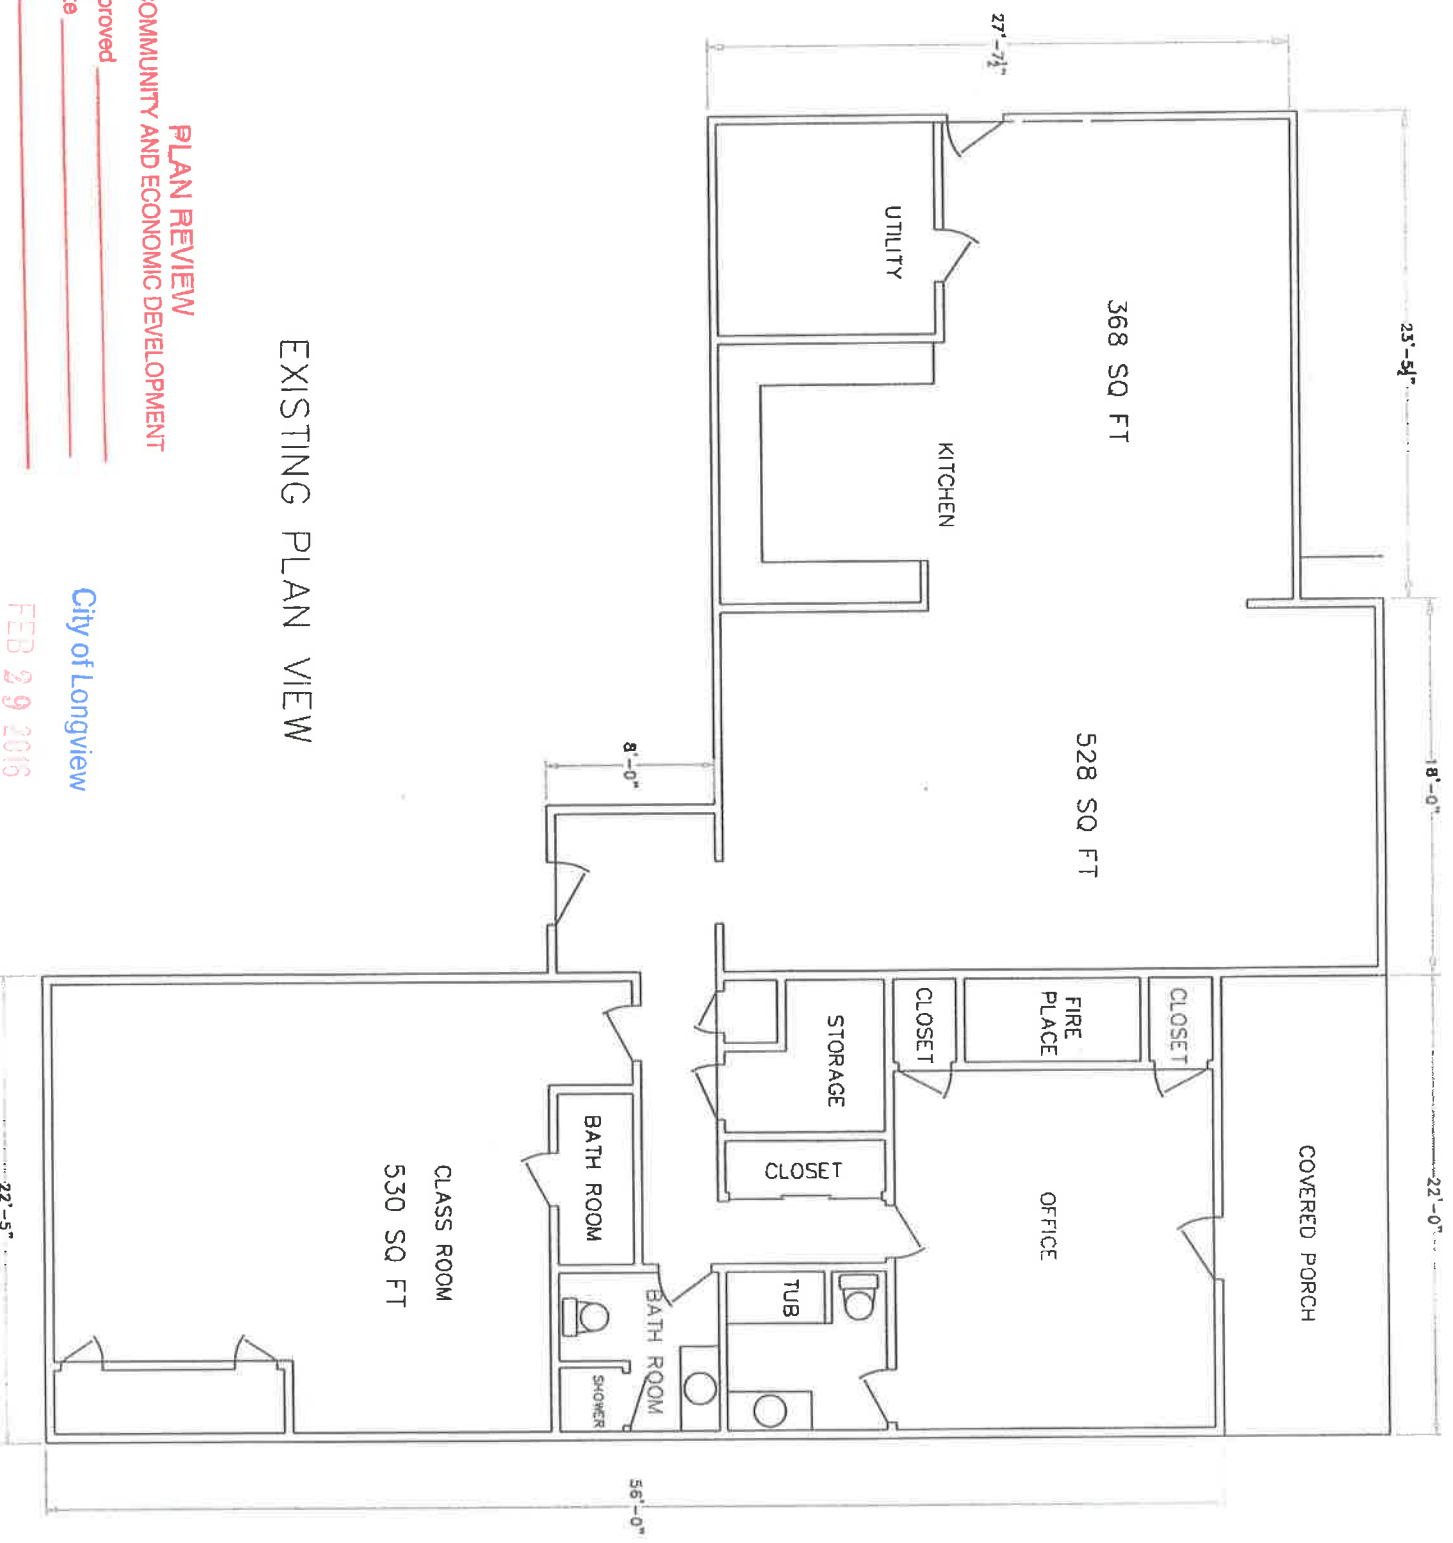 27'-7½"
23'-5½"
18'-0"
22'-0"
UTILITY
368 SQ FT
KITCHEN
528 SQ FT
8'-0"
CLOSET
FIRE
PLACE
CLOSET
STORAGE
COVERED PORCH
OFFICE
CLOSET
BATH ROOM
CLASS ROOM
530 SQ FT
TUB
BATH ROOM
SHOWER
22'-5"
56'-0"
EXISTING PLAN VIEW
PLAN REVIEW
COMMUNITY AND ECONOMIC DEVELOPMENT
proved
te
City of Longview
FEB 29 2016